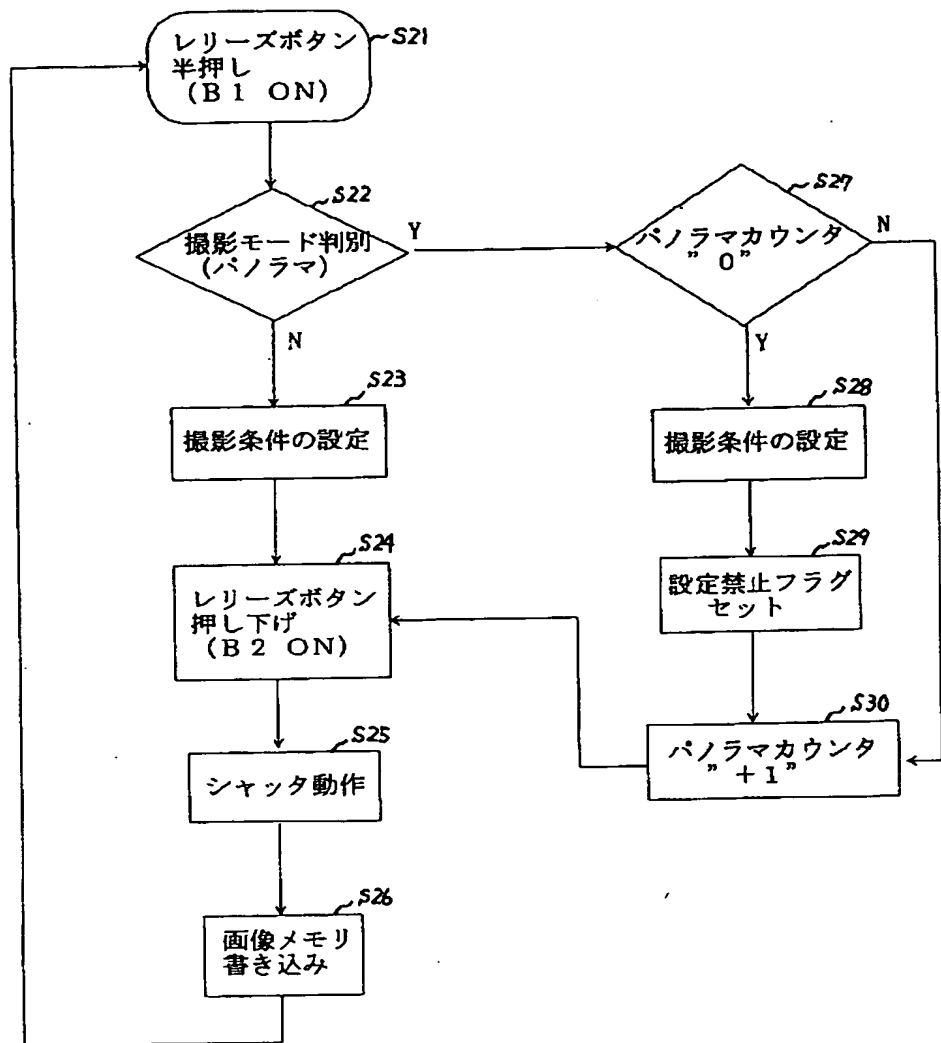 S21
レリーズボタン
半押し
(B1 ON)
S22
撮影モード判別
(パノラマ)
Y
N
S27
パノラマカウンタ
"0"
N
Y
S23
撮影条件の設定
S28
撮影条件の設定
S24
レリーズボタン
押し下げ
(B2 ON)
S29
設定禁止フラグ
セット
S25
シャッタ動作
S30
パノラマカウンタ
"+1"
S26
画像メモリ
書き込み